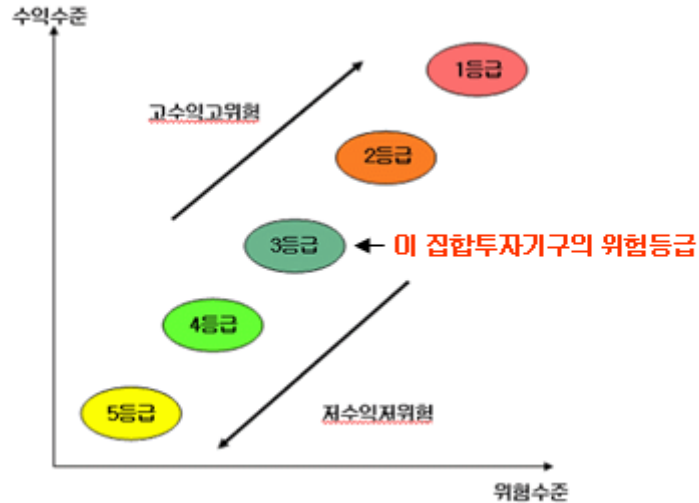 수익수준
1등급
고수익고위험
2등급
3등급
이 집합투자기구의 위험등급
4등급
5등급
저수익저위험
위험수준